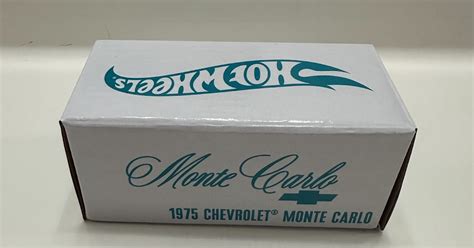 HOT WHEELS
Monte Carlo
1975 CHEVROLET® MONTE CARLO